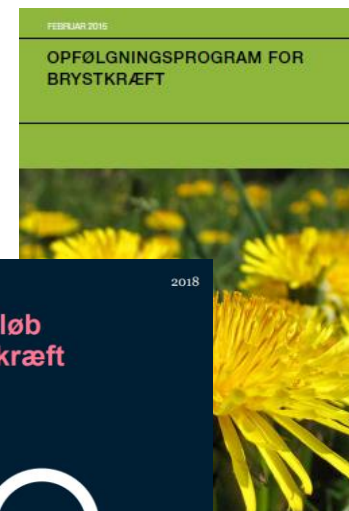 FEBRUAR 2015
OPFØLGNINGSPROGRAM FOR
BRYSTKRÆFT
2018
løb
kræft